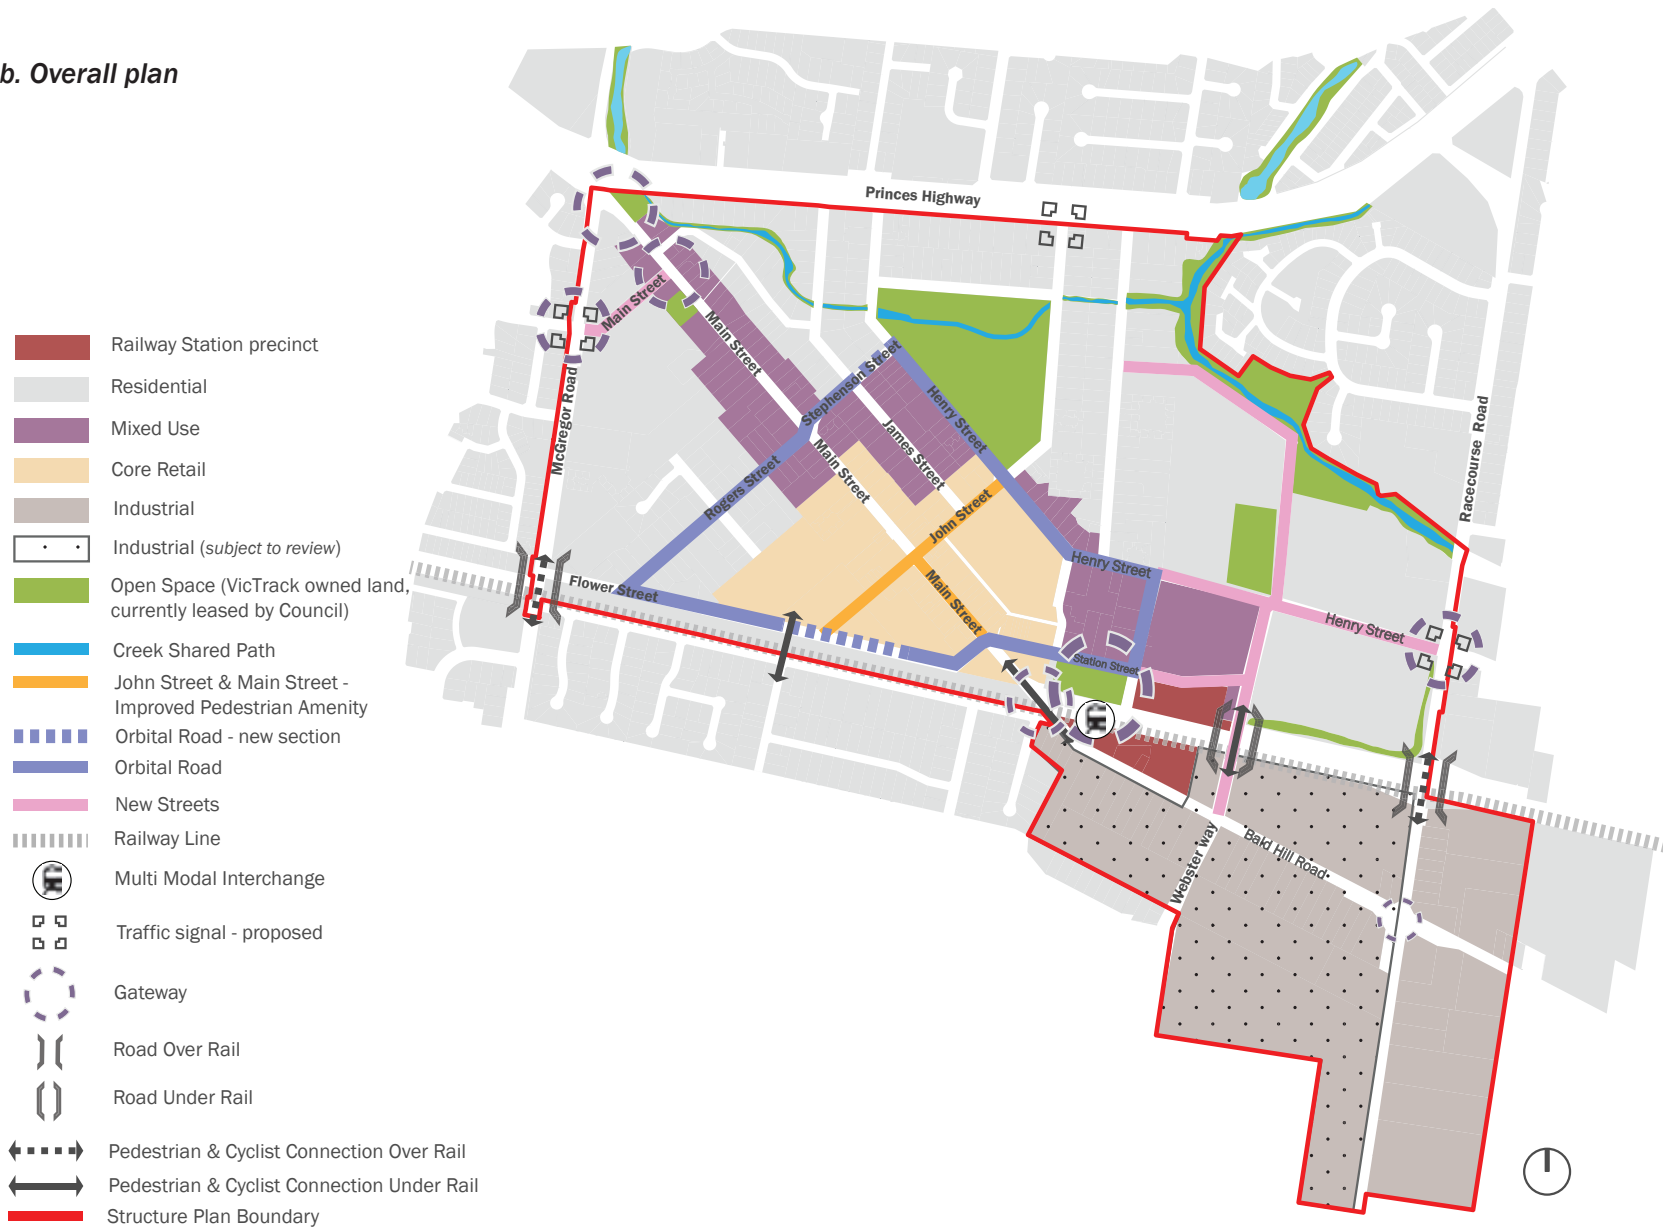 b. Overall plan
Railway Station precinct
Residential
Mixed Use
Core Retail
Industrial
Industrial (subject to review)
Open Space (VicTrack owned land,
currently leased by Council)
Creek Shared Path
John Street & Main Street -
Improved Pedestrian Amenity
Orbital Road - new section
Orbital Road
New Streets
Railway Line
Multi Modal Interchange
Traffic signal - proposed
Gateway
Road Over Rail
Road Under Rail
Pedestrian & Cyclist Connection Over Rail
Pedestrian & Cyclist Connection Under Rail
Structure Plan Boundary
Princes Highway
Main Street
Main Street
McGregor Road
Stephenson Street
Henry Street
James Street
Main Street
Rogers Street
John Street
Racecourse Road
Flower Street
Main Street
Henry Street
Henry Street
Station Street
Webster way
Bald Hill Road